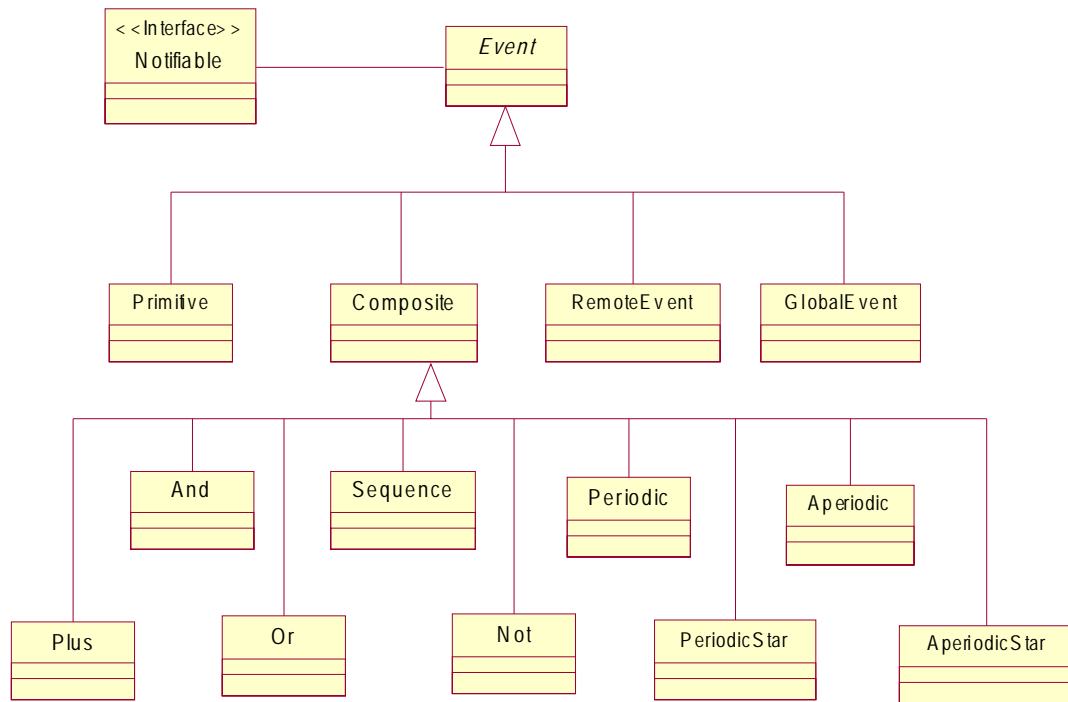 <<Interface>>
Notifiable
Event
Primitive
Composite
RemoteEvent
GlobalEvent
And
Sequence
Periodic
Aperiodic
Plus
Or
Not
PeriodicStar
AperiodicStar